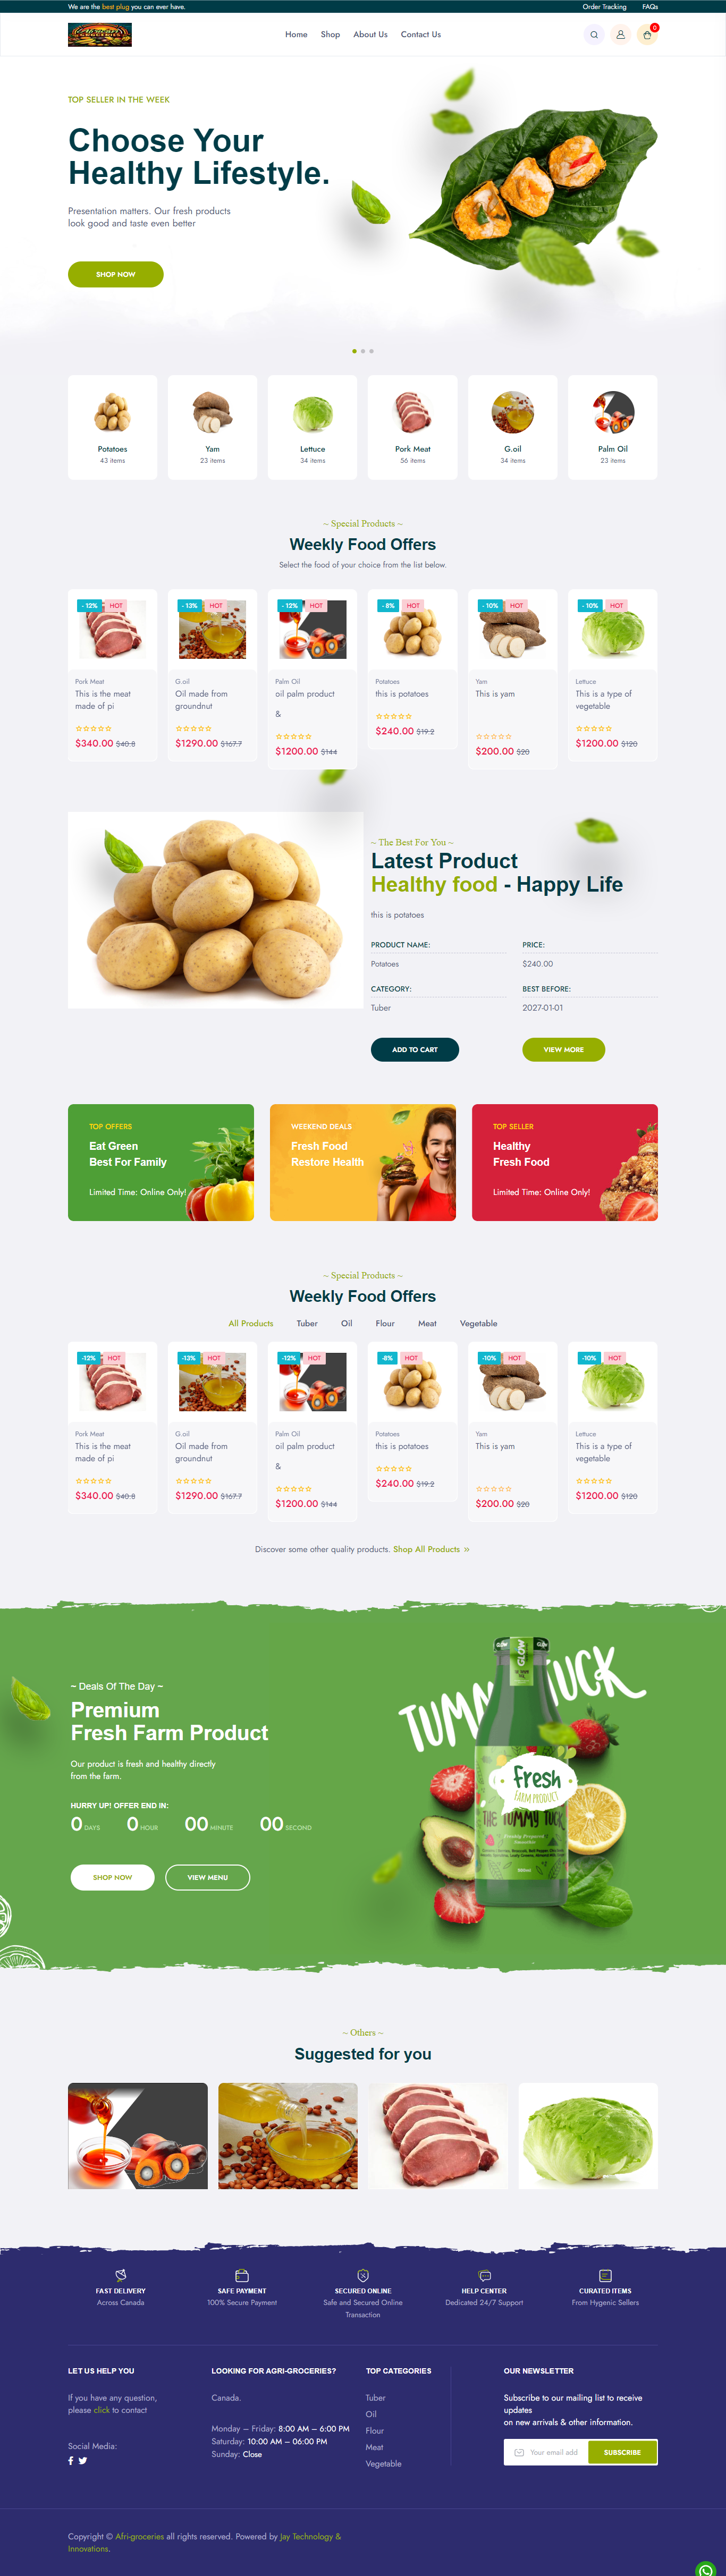 We are the best plug you can ever have.
Order Tracking FAQs
Home Shop About Us Contact Us
0
TOP SELLER IN THE WEEK
Choose Your
Healthy Lifestyle.
Presentation matters. Our fresh products
look good and taste even better
SHOP NOW
Potatoes
43 items
Yam
23 items
Lettuce
34 items
Pork Meat
56 items
G.oil
34 items
Palm Oil
23 items
~ Special Products ~
Weekly Food Offers
Select the food of your choice from the list below.
- 12% HOT
Pork Meat
This is the meat
made of pi
$340.00 $40.8
- 13% HOT
G.oil
Oil made from
groundnut
$1290.00 $167.7
- 12% HOT
Palm Oil
oil palm product
&
$1200.00 $144
- 8% HOT
Potatoes
this is potatoes
$240.00 $19.2
- 10% HOT
Yam
This is yam
$200.00 $20
- 10% HOT
Lettuce
This is a type of
vegetable
$1200.00 $120
~ The Best For You ~
Latest Product
Healthy food - Happy Life
this is potatoes
PRODUCT NAME:
Potatoes
PRICE:
$240.00
CATEGORY:
Tuber
BEST BEFORE:
2027-01-01
ADD TO CART
VIEW MORE
TOP OFFERS
Eat Green
Best For Family
Limited Time: Online Only!
WEEKEND DEALS
Fresh Food
Restore Health
TOP SELLER
Healthy
Fresh Food
Limited Time: Online Only!
~ Special Products ~
Weekly Food Offers
All Products Tuber Oil Flour Meat Vegetable
-12% HOT
Pork Meat
This is the meat
made of pi
$340.00 $40.8
-13% HOT
G.oil
Oil made from
groundnut
$1290.00 $167.7
-12% HOT
Palm Oil
oil palm product
&
$1200.00 $144
-8% HOT
Potatoes
this is potatoes
$240.00 $19.2
-10% HOT
Yam
This is yam
$200.00 $20
-10% HOT
Lettuce
This is a type of
vegetable
$1200.00 $120
Discover some other quality products. Shop All Products »
~ Deals Of The Day ~
Premium
Fresh Farm Product
Our product is fresh and healthy directly
from the farm.
HURRY UP! OFFER END IN:
0 DAYS 0 HOUR 00 MINUTE 00 SECOND
SHOP NOW
VIEW MENU
GLOW
fresh
FARM PRODUCT
THE TUMMY TUCK
~ Others ~
Suggested for you
FAST DELIVERY
Across Canada
SAFE PAYMENT
100% Secure Payment
SECURED ONLINE
Safe and Secured Online
Transaction
HELP CENTER
Dedicated 24/7 Support
CURATED ITEMS
From Hygenic Sellers
LET US HELP YOU
If you have any question,
please click to contact
Social Media:
LOOKING FOR AGRI-GROCERIES?
Canada.
Monday – Friday: 8:00 AM – 6:00 PM
Saturday: 10:00 AM – 06:00 PM
Sunday: Close
TOP CATEGORIES
Tuber
Oil
Flour
Meat
Vegetable
OUR NEWSLETTER
Subscribe to our mailing list to receive
updates
on new arrivals & other information.
Your email add
SUBSCRIBE
Copyright © Afri-groceries all rights reserved. Powered by Jay Technology &
Innovations.